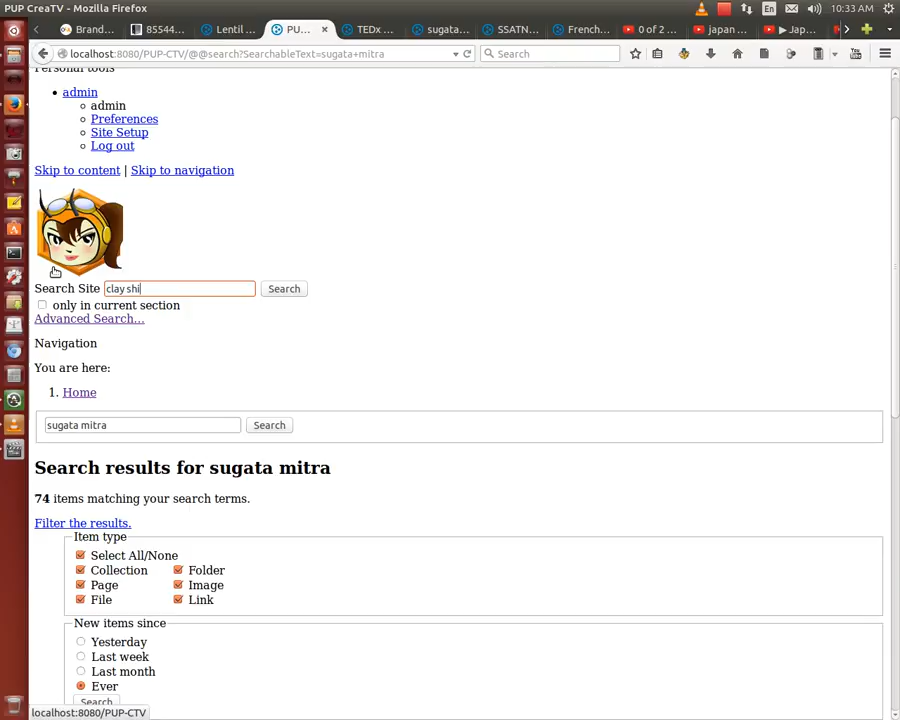 PUP CreaTV - Mozilla Firefox
En
10:33 AM
Brand...
85544...
Lentil ...
PU...
TEDx ...
sugata...
SSATN...
French...
0 of 2 ...
japan ...
▶ Jap...
localhost:8080/PUP-CTV/@@search?SearchableText=sugata+mitra
Search
Personal tools
admin
admin
Preferences
Site Setup
Log out
Skip to content | Skip to navigation
Search Site clay shi Search
only in current section
Advanced Search...
Navigation
You are here:
1. Home
sugata mitra Search
Search results for sugata mitra
74 items matching your search terms.
Filter the results.
Item type
Select All/None
Collection Folder
Page Image
File Link
New items since
Yesterday
Last week
Last month
Ever
Search
localhost:8080/PUP-CTV